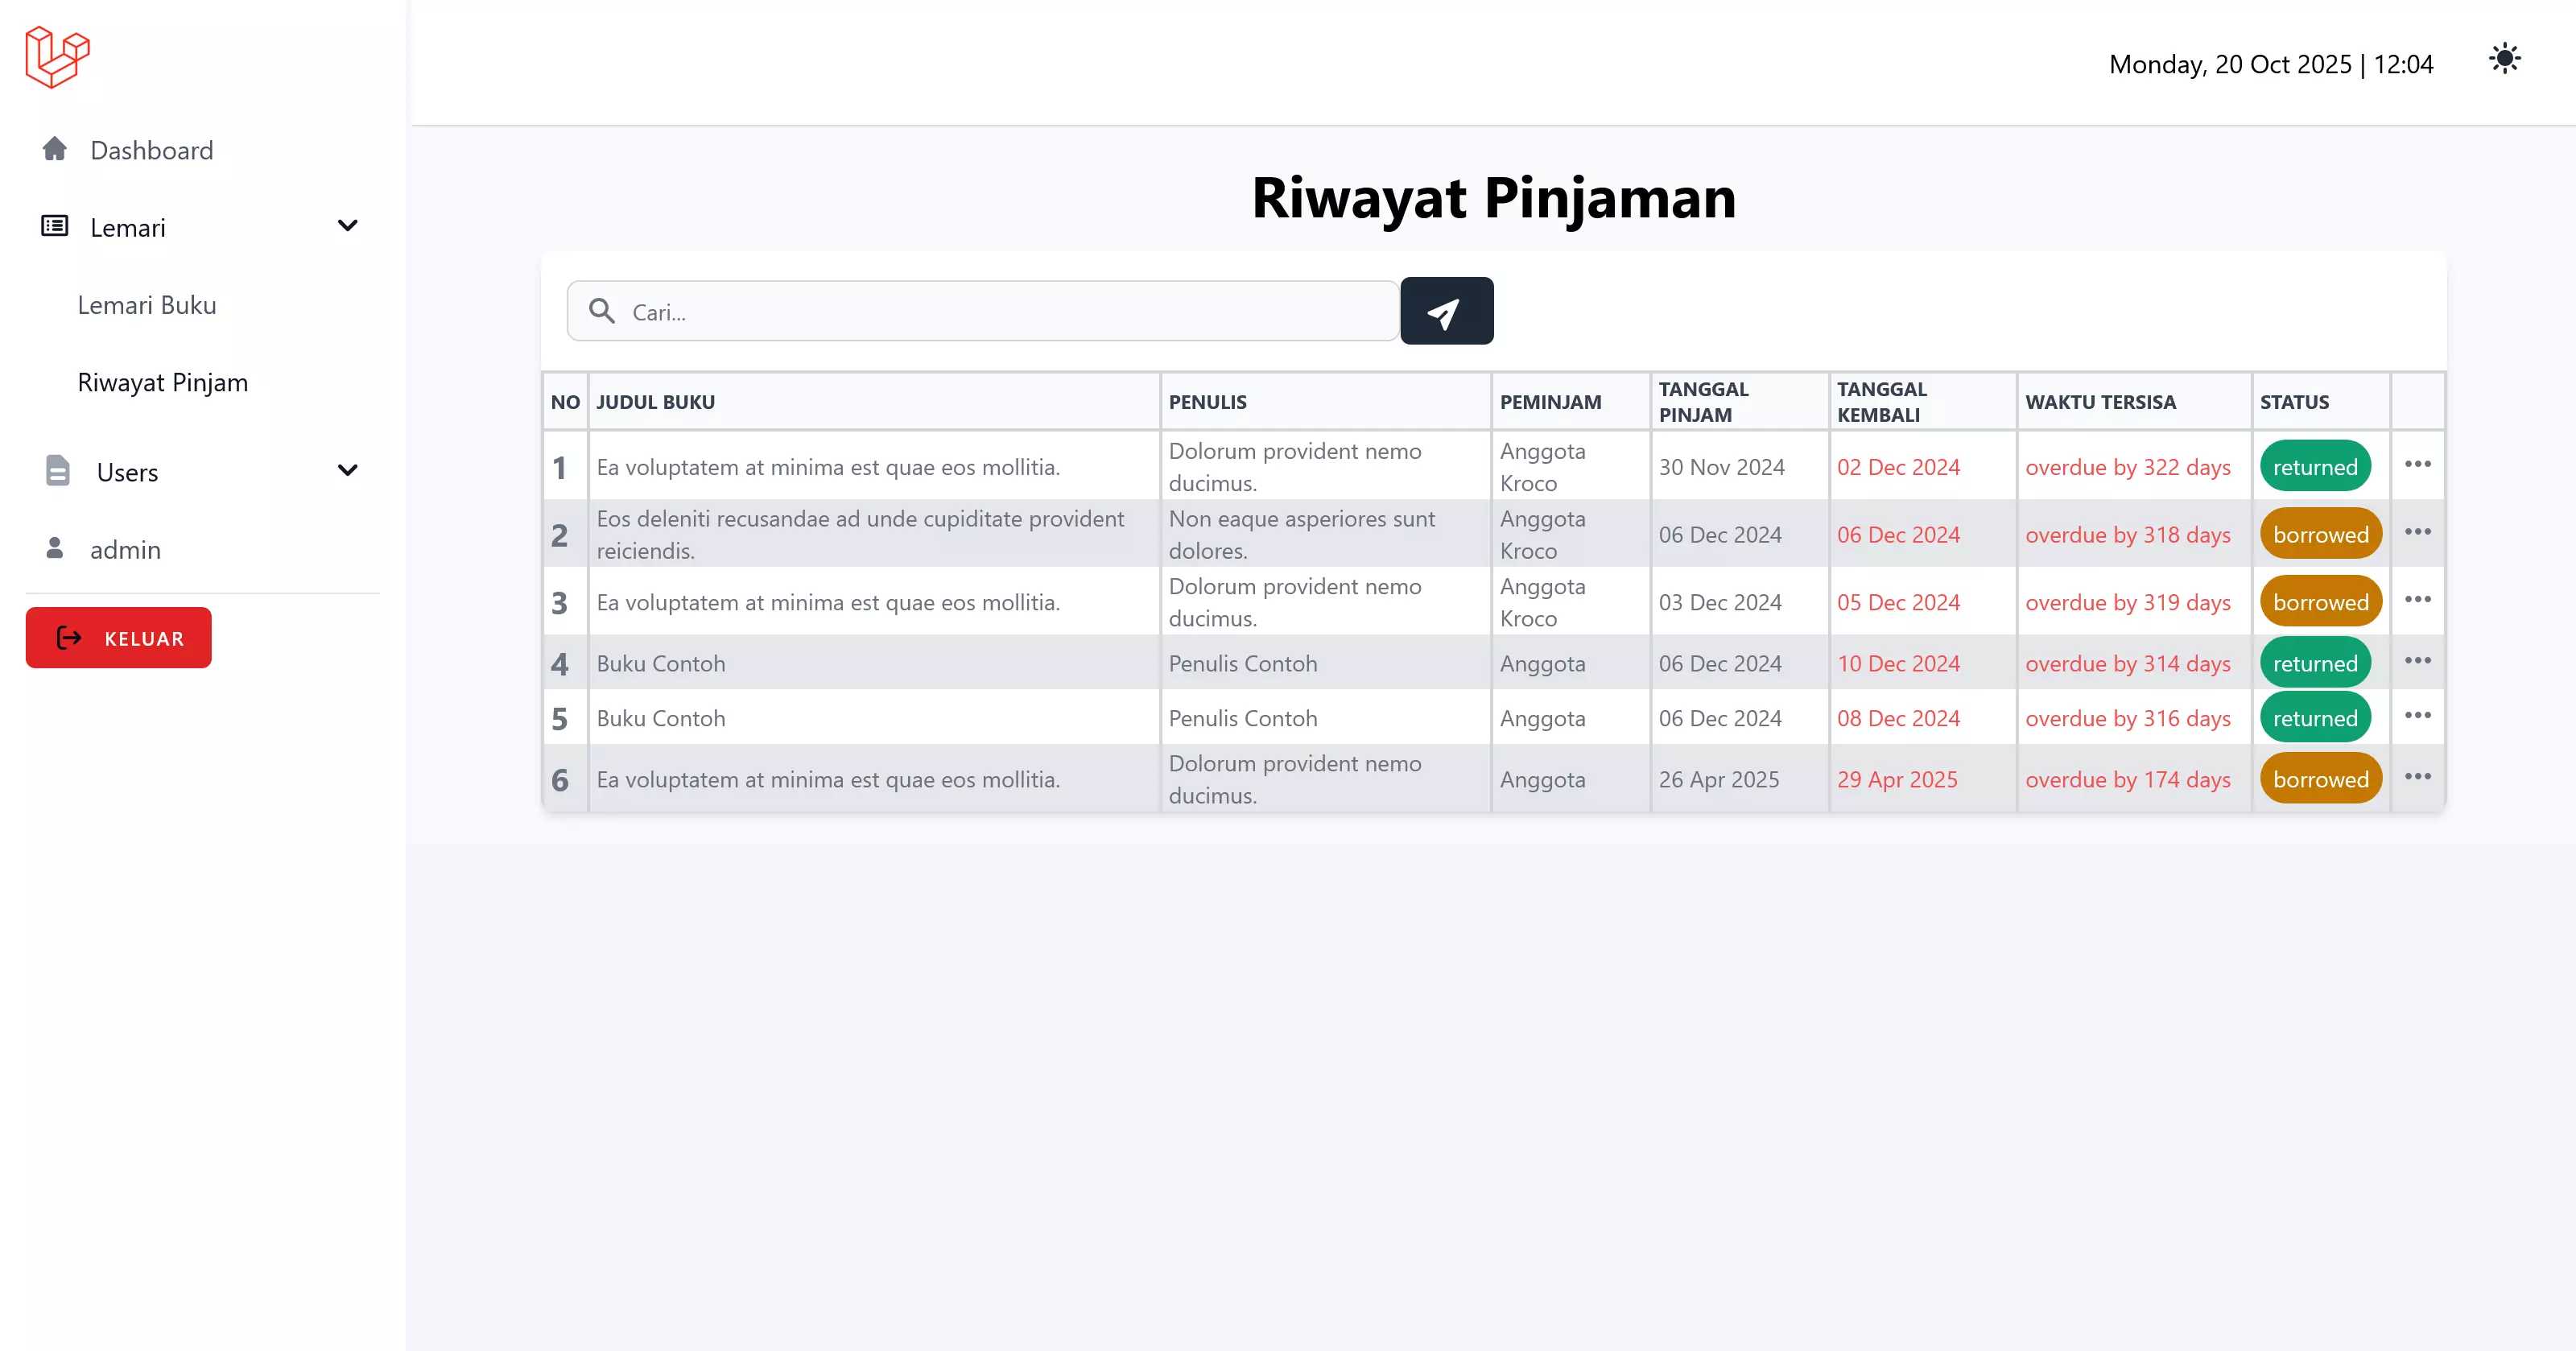 Monday, 20 Oct 2025 | 12:04
Dashboard
Lemari
Lemari Buku
Riwayat Pinjam
Users
admin
KELUAR
Riwayat Pinjaman
Cari...
NO JUDUL BUKU PENULIS PEMINJAM TANGGAL PINJAM TANGGAL KEMBALI WAKTU TERSISA STATUS
1 Ea voluptatem at minima est quae eos mollitia. Dolorum provident nemo ducimus. Anggota Kroco 30 Nov 2024 02 Dec 2024 overdue by 322 days returned
2 Eos deleniti recusandae ad unde cupiditate provident reiciendis. Non eaque asperiores sunt dolores. Anggota Kroco 06 Dec 2024 06 Dec 2024 overdue by 318 days borrowed
3 Ea voluptatem at minima est quae eos mollitia. Dolorum provident nemo ducimus. Anggota Kroco 03 Dec 2024 05 Dec 2024 overdue by 319 days borrowed
4 Buku Contoh Penulis Contoh Anggota 06 Dec 2024 10 Dec 2024 overdue by 314 days returned
5 Buku Contoh Penulis Contoh Anggota 06 Dec 2024 08 Dec 2024 overdue by 316 days returned
6 Ea voluptatem at minima est quae eos mollitia. Dolorum provident nemo ducimus. Anggota 26 Apr 2025 29 Apr 2025 overdue by 174 days borrowed